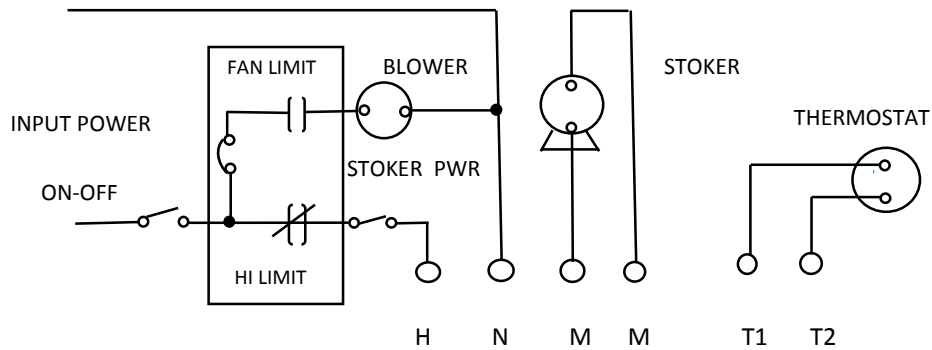 FAN LIMIT
BLOWER
STOKER
INPUT POWER
THERMOSTAT
STOKER PWR
ON-OFF
HI LIMIT
H N M M T1 T2